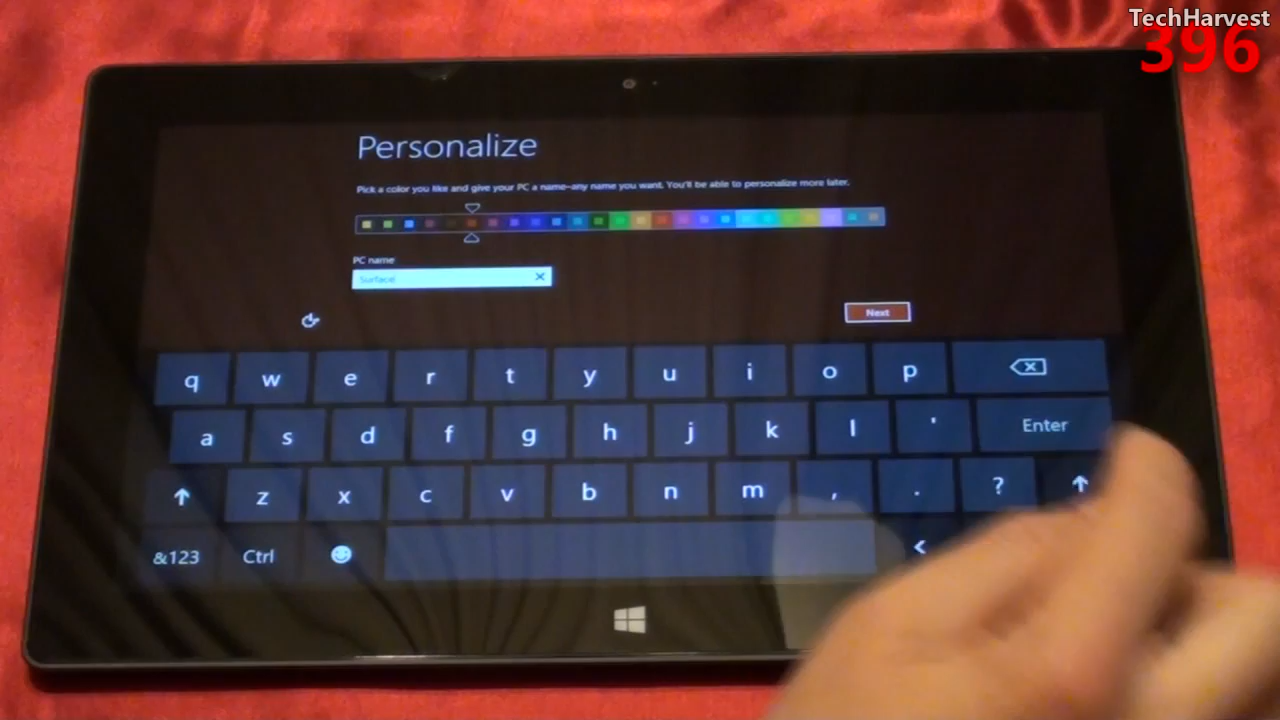 TechHarvest
396
Personalize
Pick a color you like and give your PC a name–any name you want. You'll be able to personalize more later.
PC name
Surface
Next
q w e r t y u i o p
a s d f g h j k l ' Enter
z x c v b n m , . ?
&123 Ctrl <